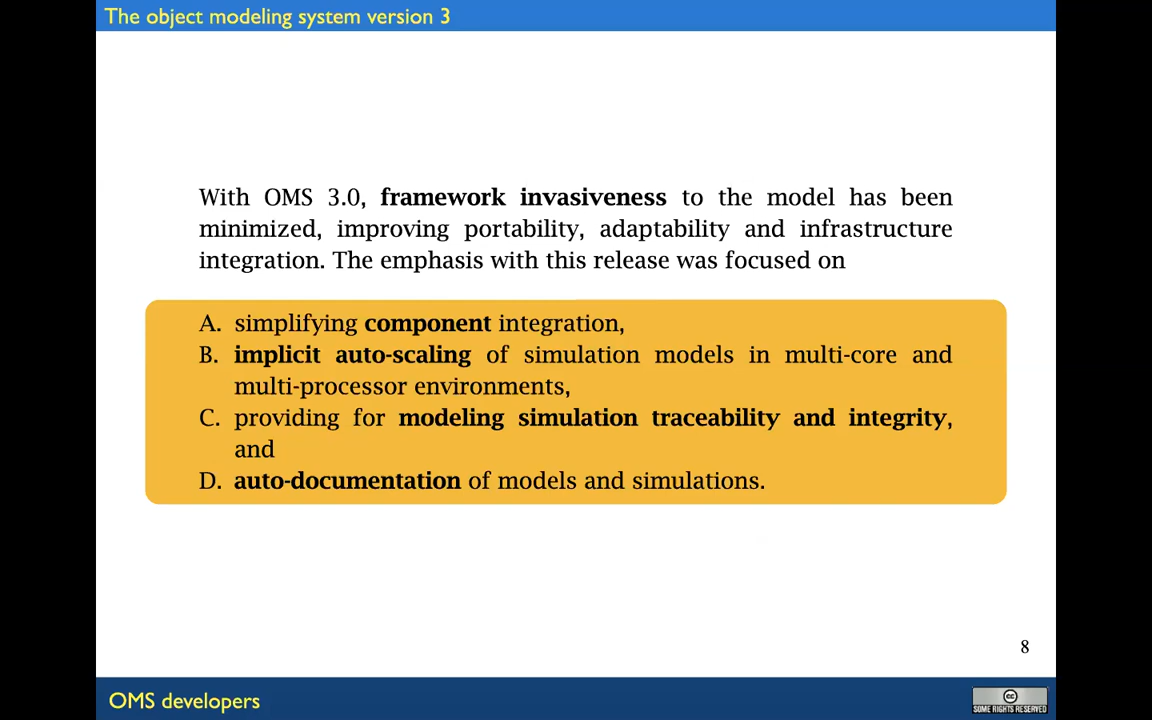 The object modeling system version 3
With OMS 3.0, framework invasiveness to the model has been
minimized, improving portability, adaptability and infrastructure
integration. The emphasis with this release was focused on
A. simplifying component integration,
B. implicit auto-scaling of simulation models in multi-core and
multi-processor environments,
C. providing for modeling simulation traceability and integrity,
and
D. auto-documentation of models and simulations.
8
OMS developers
cc
SOME RIGHTS RESERVED